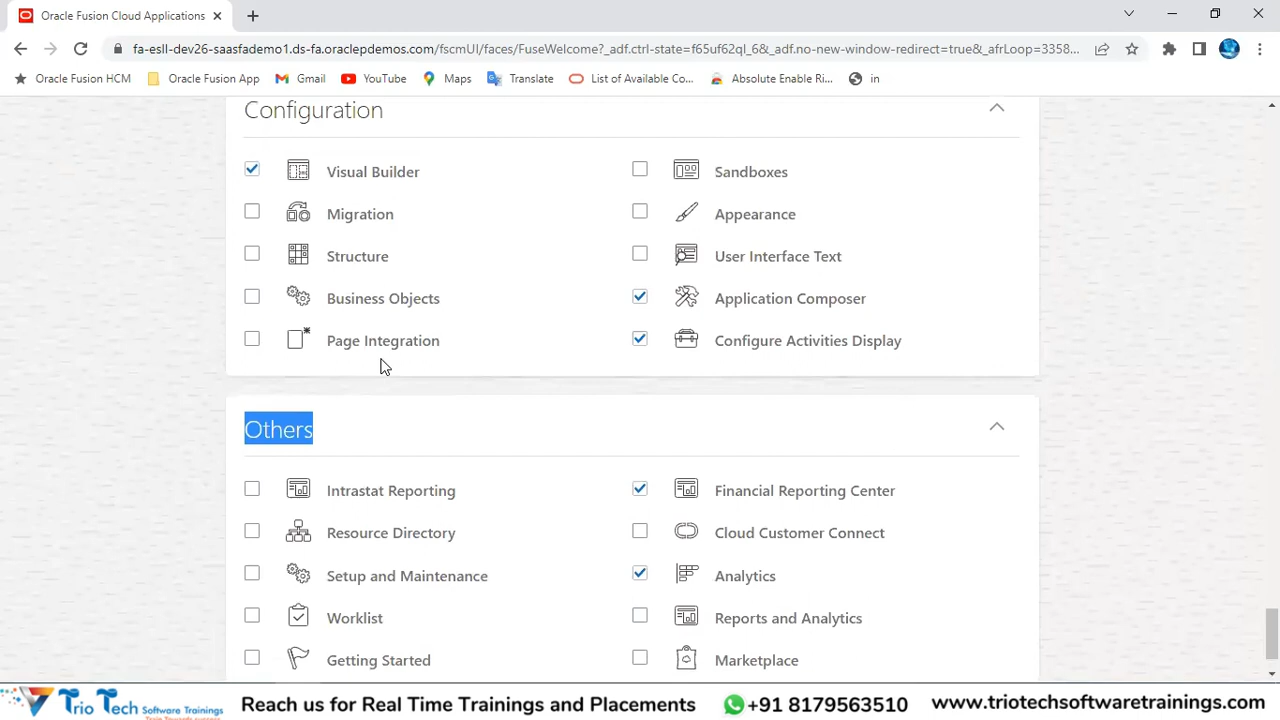 Oracle Fusion Cloud Applications
fa-esll-dev26-saasfademo1.ds-fa.oraclepdemos.com/fscmUI/faces/FuseWelcome?_adf.ctrl-state=f65uf62ql_6&_adf.no-new-window-redirect=true&_afrLoop=3358...
Oracle Fusion HCM Oracle Fusion App Gmail YouTube Maps Translate List of Available Co... Absolute Enable Ri... in
Configuration
Visual Builder Sandboxes
Migration Appearance
Structure User Interface Text
Business Objects Application Composer
Page Integration Configure Activities Display
Others
Intrastat Reporting Financial Reporting Center
Resource Directory Cloud Customer Connect
Setup and Maintenance Analytics
Worklist Reports and Analytics
Getting Started Marketplace
Trio Tech Software Trainings
Trio Towards success
Reach us for Real Time Trainings and Placements +91 8179563510 www.triotechsoftwaretrainings.com